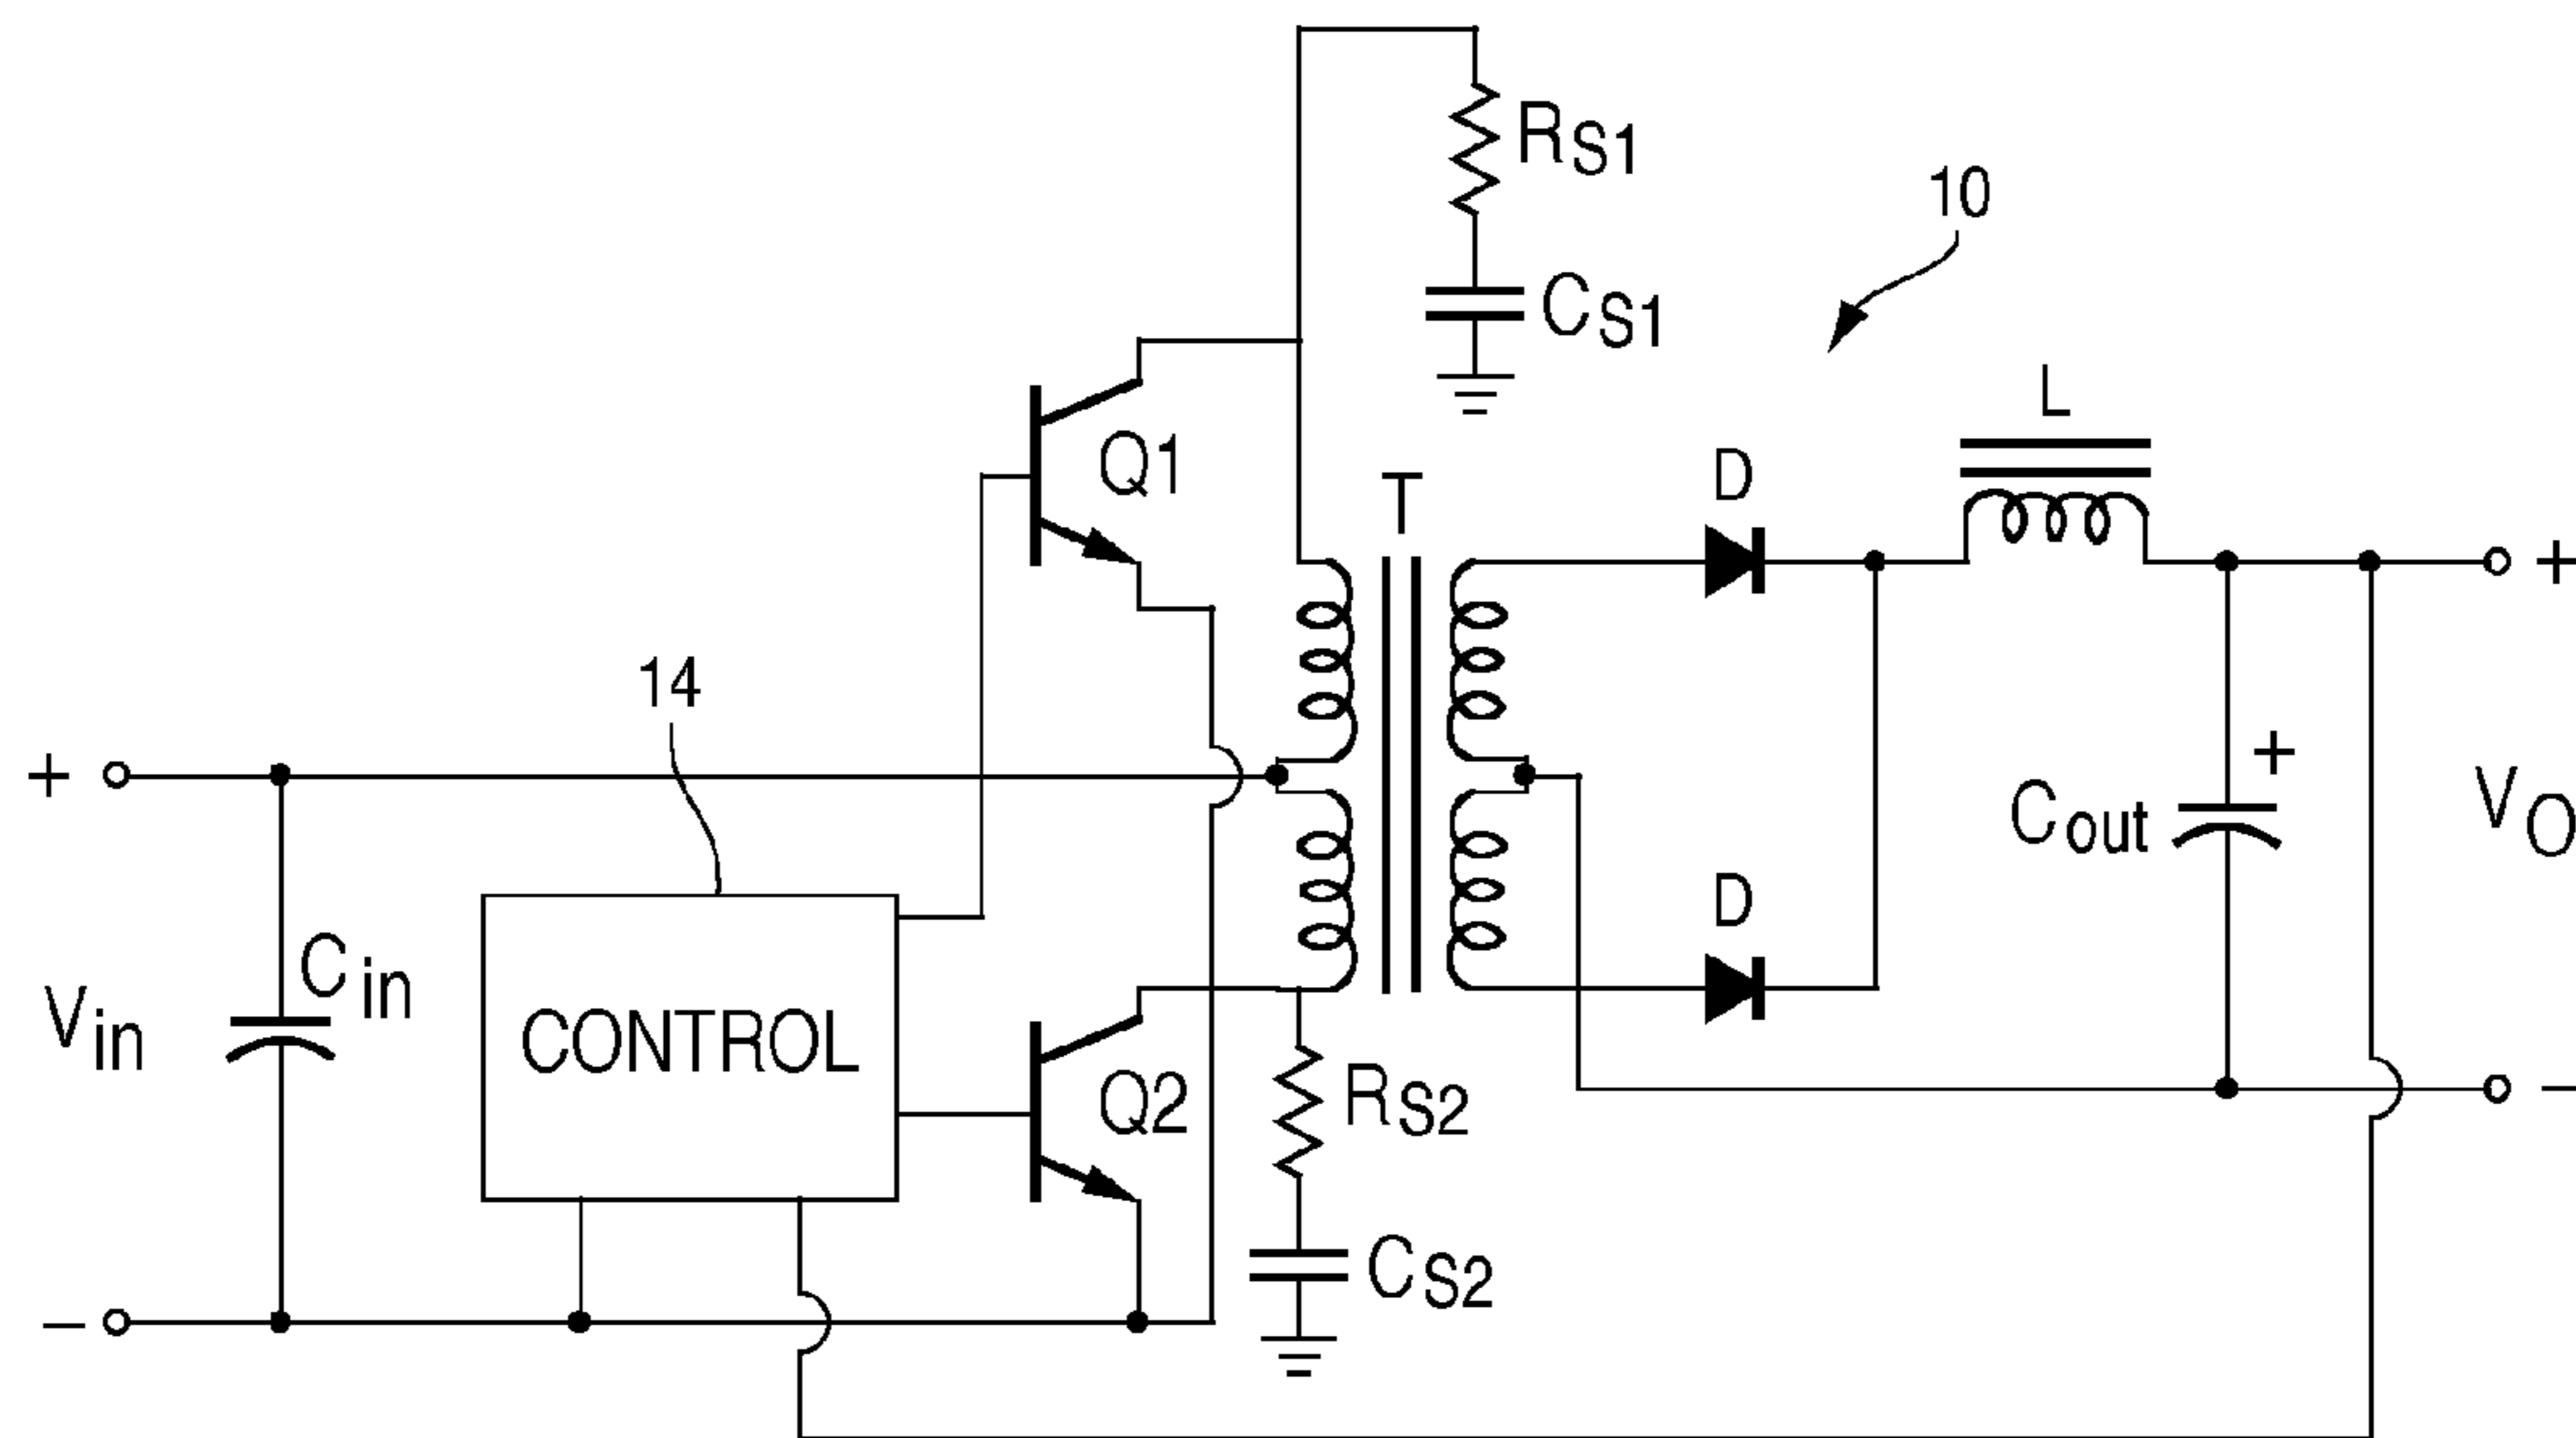 RS1
10
CS1
L
Q1
T
D
14
+
+
+
Cout
VO
D
Cin
Vin
CONTROL
Q2
RS2
–
CS2
–